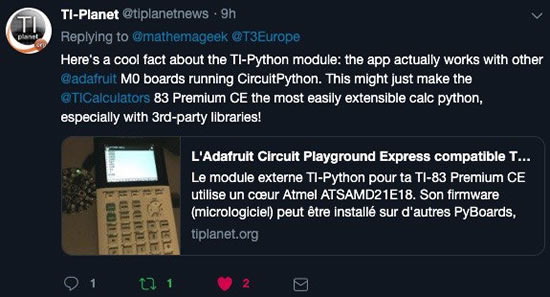 TI-Planet @tiplanetnews · 9h
TI
planet
.org
Replying to @mathemageek @T3Europe
Here's a cool fact about the TI-Python module: the app actually works with other
@adafruit M0 boards running CircuitPython. This might just make the
@TICalculators 83 Premium CE the most easily extensible calc python,
especially with 3rd-party libraries!
L'Adafruit Circuit Playground Express compatible T...
Le module externe TI-Python pour ta TI-83 Premium CE
utilise un cœur Atmel ATSAMD21E18. Son firmware
(micrologiciel) peut être installé sur d'autres PyBoards,
tiplanet.org
1
1
2